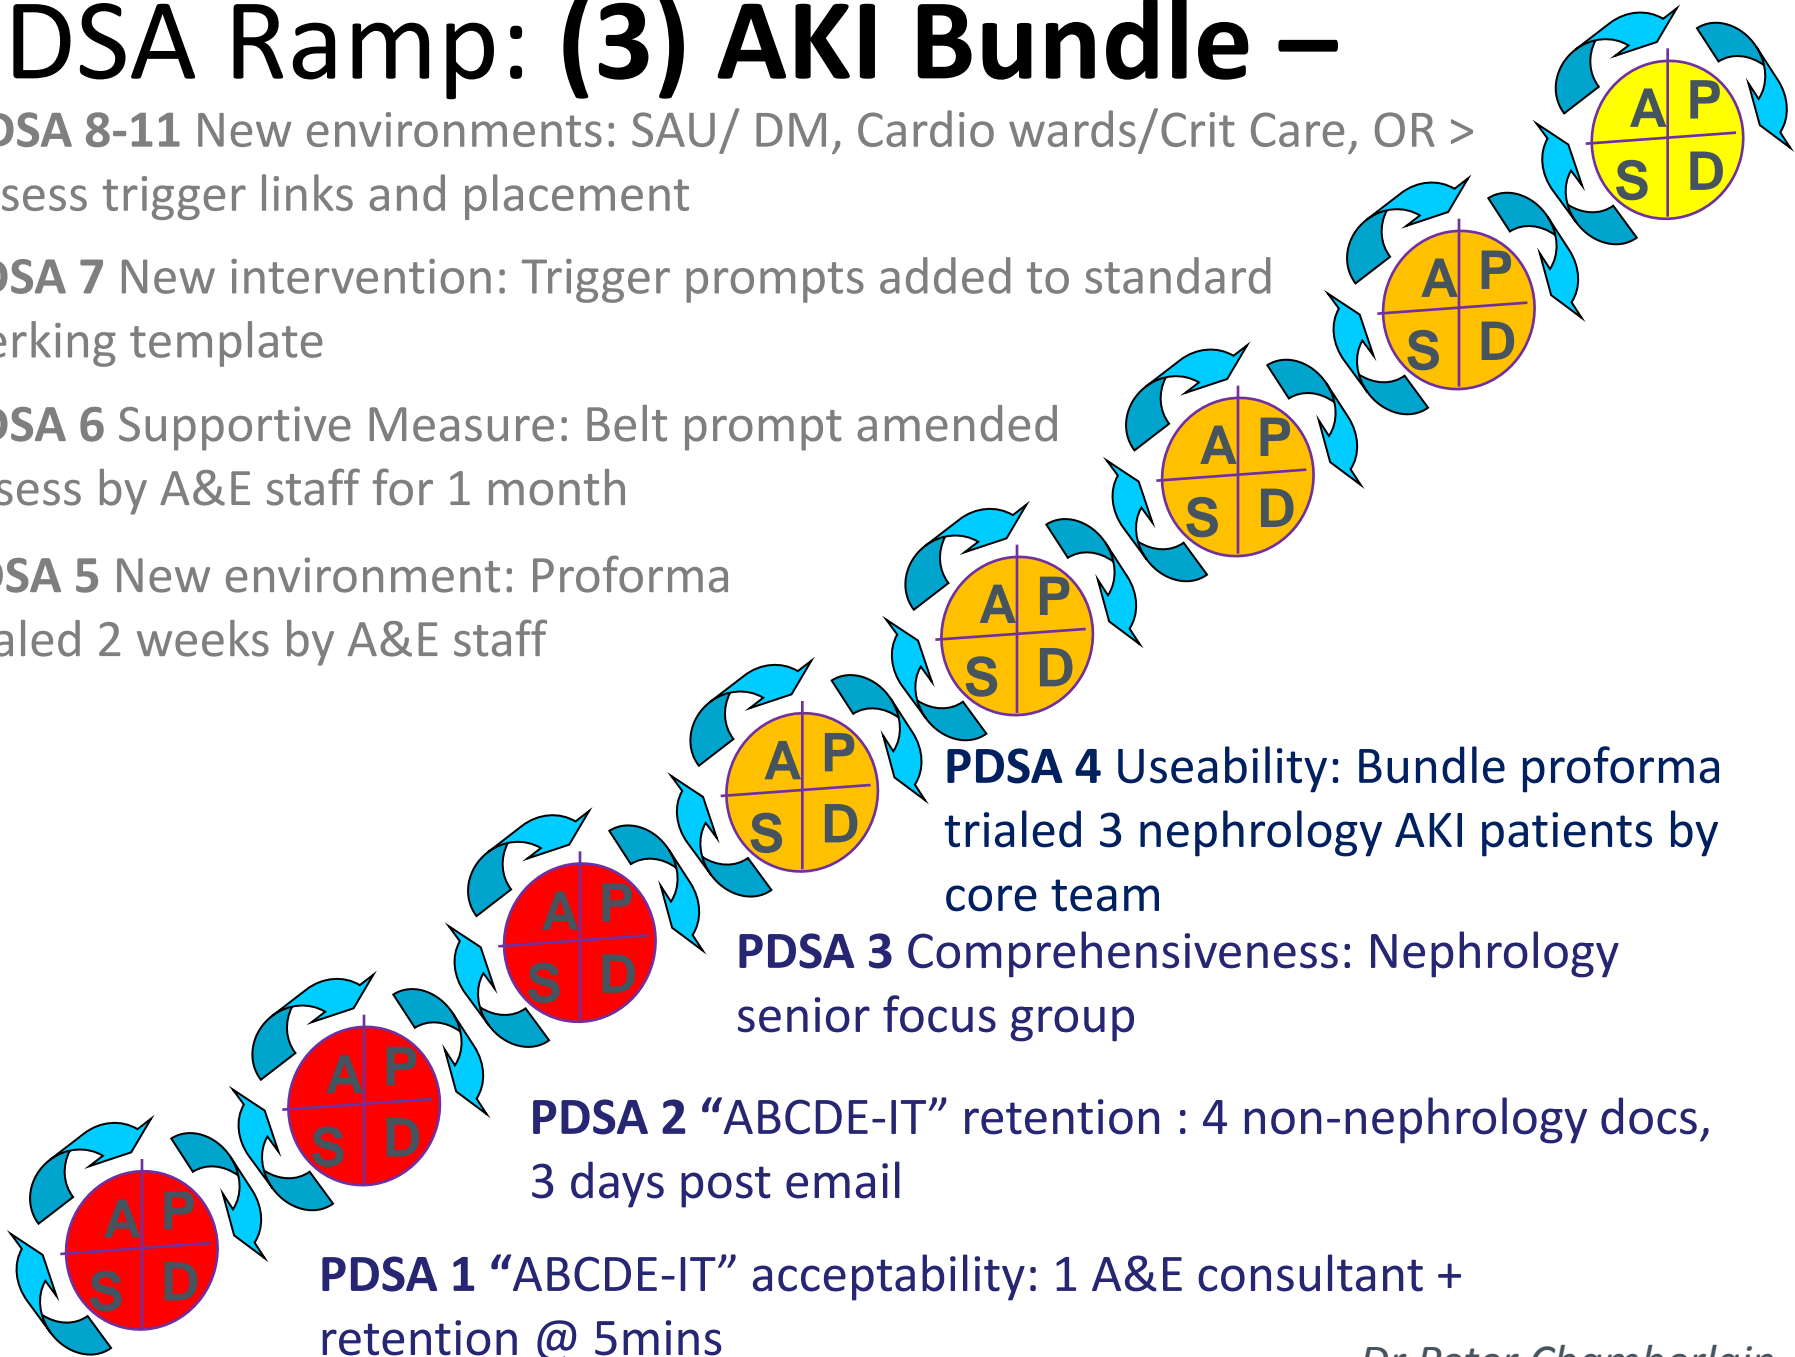 DSA Ramp: (3) AKI Bundle –
DSA 8-11 New environments: SAU/ DM, Cardio wards/Crit Care, OR >
sess trigger links and placement
DSA 7 New intervention: Trigger prompts added to standard
erking template
DSA 6 Supportive Measure: Belt prompt amended
sess by A&E staff for 1 month
DSA 5 New environment: Proforma
aled 2 weeks by A&E staff
PDSA 4 Useability: Bundle proforma
trialed 3 nephrology AKI patients by
core team
PDSA 3 Comprehensiveness: Nephrology
senior focus group
PDSA 2 “ABCDE-IT” retention : 4 non-nephrology docs,
3 days post email
PDSA 1 “ABCDE-IT” acceptability: 1 A&E consultant +
retention @ 5mins
Dr Peter Chamberlain
A P
S D
A P
S D
A P
S D
A P
S D
A P
S D
A P
S D
A P
S D
A P
S D